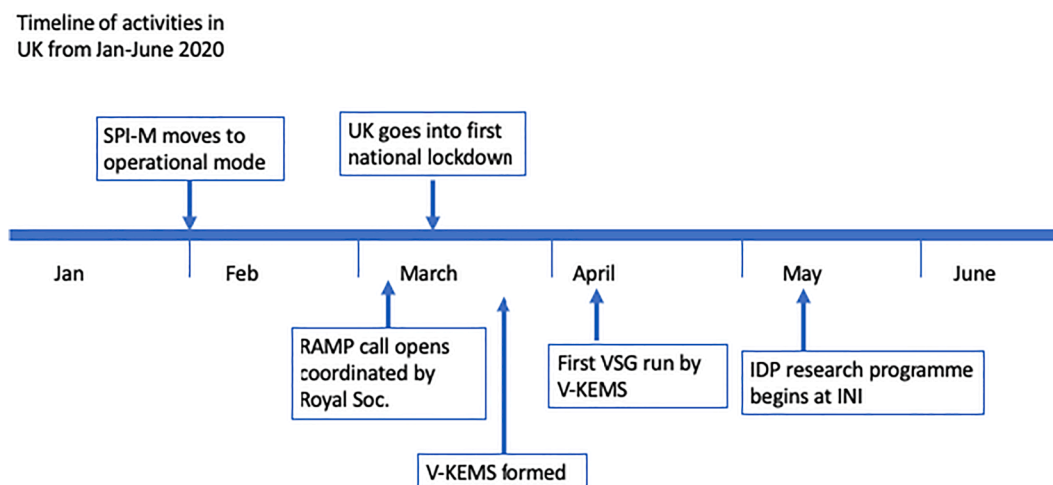 Timeline of activities in
UK from Jan-June 2020
SPI-M moves to
operational mode
UK goes into first
national lockdown
Jan
Feb
March
April
May
June
RAMP call opens
coordinated by
Royal Soc.
First VSG run by
V-KEMS
IDP research programme
begins at INI
V-KEMS formed